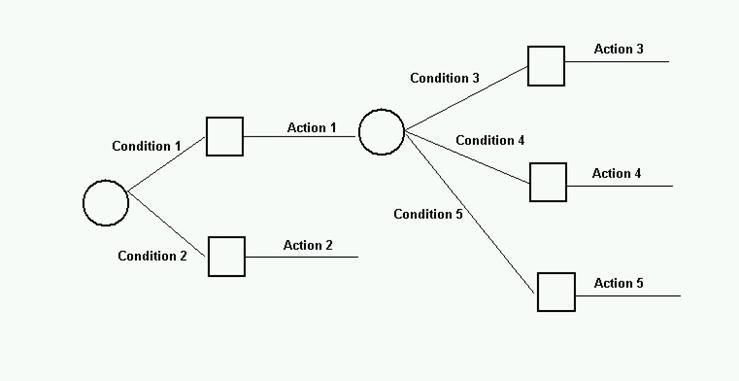 Action 3
Condition 3
Condition 1
Action 1
Condition 4
Action 4
Condition 5
Condition 2
Action 2
Action 5